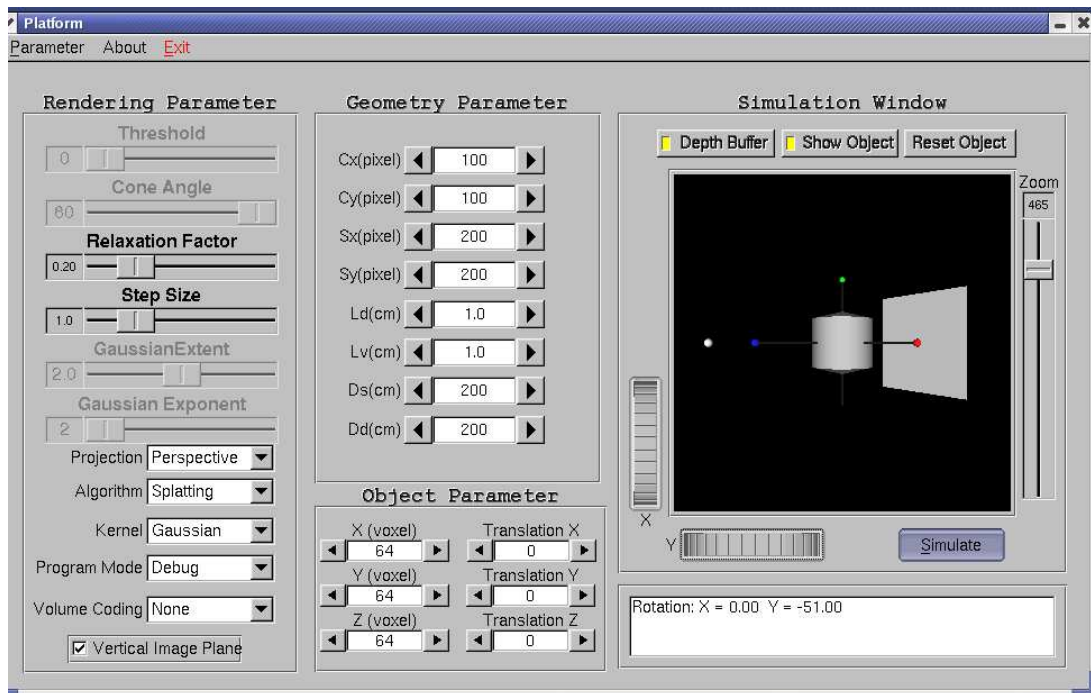 Platform
Parameter About Exit
Rendering Parameter
Threshold
0
Cone Angle
60
Relaxation Factor
0.20
Step Size
1.0
GaussianExtent
2.0
Gaussian Exponent
2
Projection Perspective
Algorithm Splatting
Kernel Gaussian
Program Mode Debug
Volume Coding None
Vertical Image Plane
Geometry Parameter
Cx(pixel) 100
Cy(pixel) 100
Sx(pixel) 200
Sy(pixel) 200
Ld(cm) 1.0
Lv(cm) 1.0
Ds(cm) 200
Dd(cm) 200
Object Parameter
X (voxel) Translation X
64 0
Y (voxel) Translation Y
64 0
Z (voxel) Translation Z
64 0
Simulation Window
Depth Buffer Show Object Reset Object
Zoom
465
X
Y
Simulate
Rotation: X = 0.00 Y = -51.00